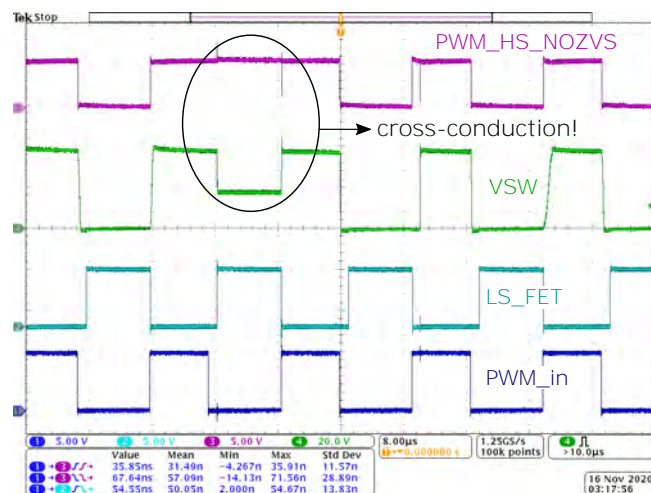 Tek Stop
PWM_HS_NOZVS
cross-conduction!
VSW
LS_FET
PWM_in
1 5.00 V 2 5.00 V 3 5.00 V 4 20.0 V
8.00µs
0.000000 s
1.25GS/s
100k points
4
>10.0µs
Value Mean Min Max Std Dev
35.85ns 31.49n -4.267n 35.91n 11.57n
67.64ns 57.09n -14.13n 71.56n 28.89n
54.55ns 50.05n 2.000n 54.67n 13.83n
16 Nov 2020
03:17:56